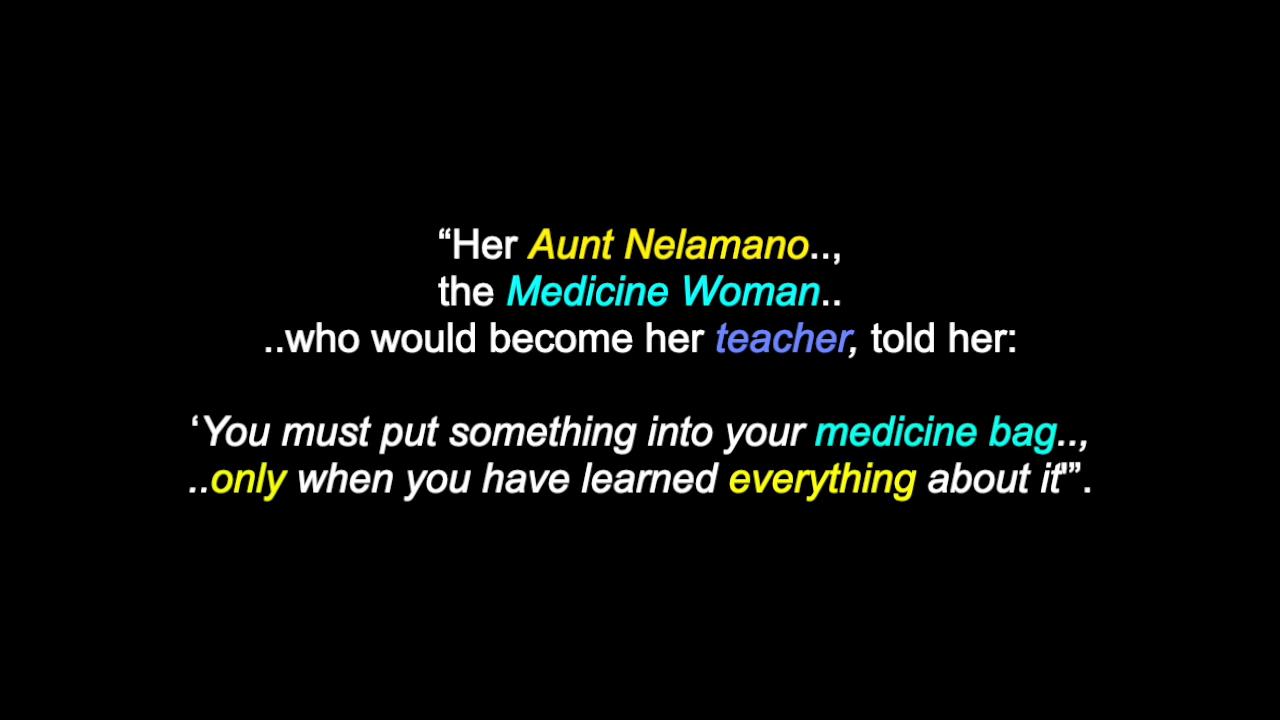 “Her Aunt Nelamano..,
the Medicine Woman..
..who would become her teacher, told her:
‘You must put something into your medicine bag..,
..only when you have learned everything about it'”.